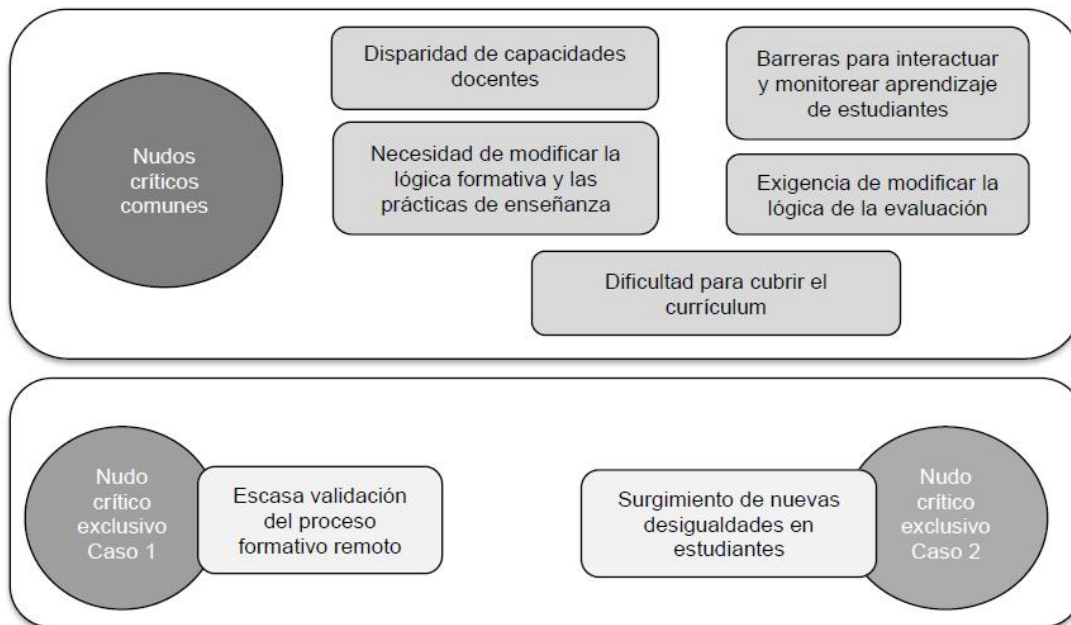 Nudos
críticos
comunes
Disparidad de capacidades
docentes
Necesidad de modificar la
lógica formativa y las
prácticas de enseñanza
Barreras para interactuar
y monitorear aprendizaje
de estudiantes
Exigencia de modificar la
lógica de la evaluación
Dificultad para cubrir el
currículum
Nudo
crítico
exclusivo
Caso 1
Escasa validación
del proceso
formativo remoto
Surgimiento de nuevas
desigualdades en
estudiantes
Nudo
crítico
exclusivo
Caso 2